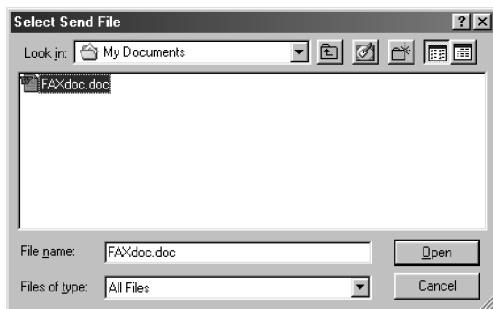 Select Send File
Look in: My Documents
FAXdoc.doc
File name: FAXdoc.doc Open
Files of type: All Files Cancel